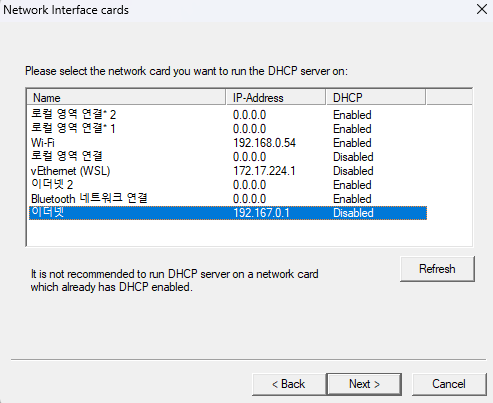 Network Interface cards
Please select the network card you want to run the DHCP server on:
Name IP-Address DHCP
로컬 영역 연결* 2 0.0.0.0 Enabled
로컬 영역 연결* 1 0.0.0.0 Enabled
Wi-Fi 192.168.0.54 Enabled
로컬 영역 연결 0.0.0.0 Disabled
vEthernet (WSL) 172.17.224.1 Disabled
이더넷 2 0.0.0.0 Enabled
Bluetooth 네트워크 연결 0.0.0.0 Enabled
이더넷 192.167.0.1 Disabled
It is not recommended to run DHCP server on a network card
which already has DHCP enabled.
Refresh
< Back Next > Cancel